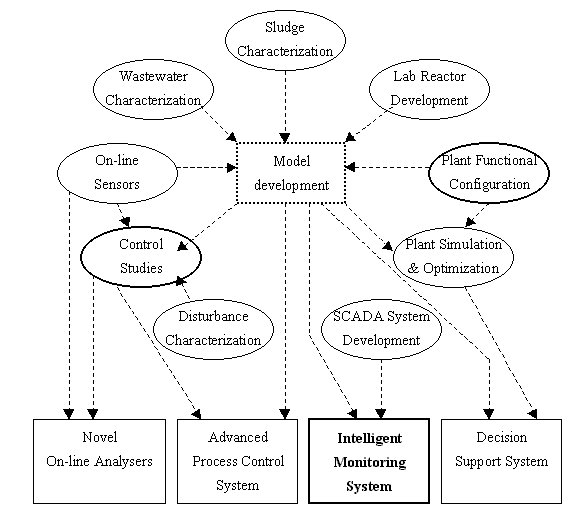 Sludge
Characterization
Wastewater
Characterization
Lab Reactor
Development
On-line
Sensors
Model
development
Plant Functional
Configuration
Control
Studies
Plant Simulation
& Optimization
Disturbance
Characterization
SCADA System
Development
Novel
On-line Analysers
Advanced
Process Control
System
Intelligent
Monitoring
System
Decision
Support System